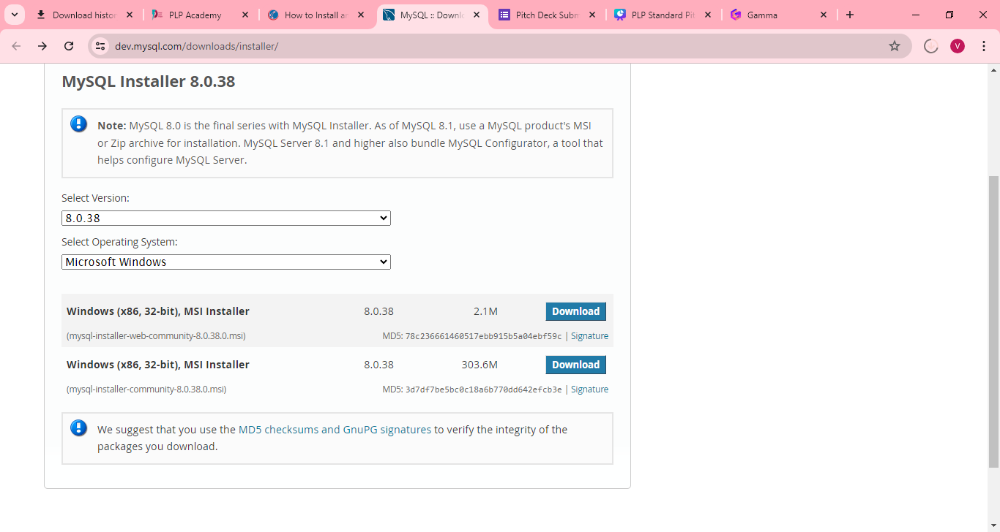 Download histor
PLP Academy
How to Install an
MySQL :: Downlo
Pitch Deck Subm
PLP Standard Pit
Gamma
dev.mysql.com/downloads/installer/
V
MySQL Installer 8.0.38
Note: MySQL 8.0 is the final series with MySQL Installer. As of MySQL 8.1, use a MySQL product's MSI
or Zip archive for installation. MySQL Server 8.1 and higher also bundle MySQL Configurator, a tool that
helps configure MySQL Server.
Select Version:
8.0.38
Select Operating System:
Microsoft Windows
Windows (x86, 32-bit), MSI Installer 8.0.38 2.1M Download
(mysql-installer-web-community-8.0.38.0.msi) MD5: 78c236661460517ebb915b5a04ebf59c | Signature
Windows (x86, 32-bit), MSI Installer 8.0.38 303.6M Download
(mysql-installer-community-8.0.38.0.msi) MD5: 3d7df7be5bc0c18a6b770dd642efcb3e | Signature
We suggest that you use the MD5 checksums and GnuPG signatures to verify the integrity of the
packages you download.